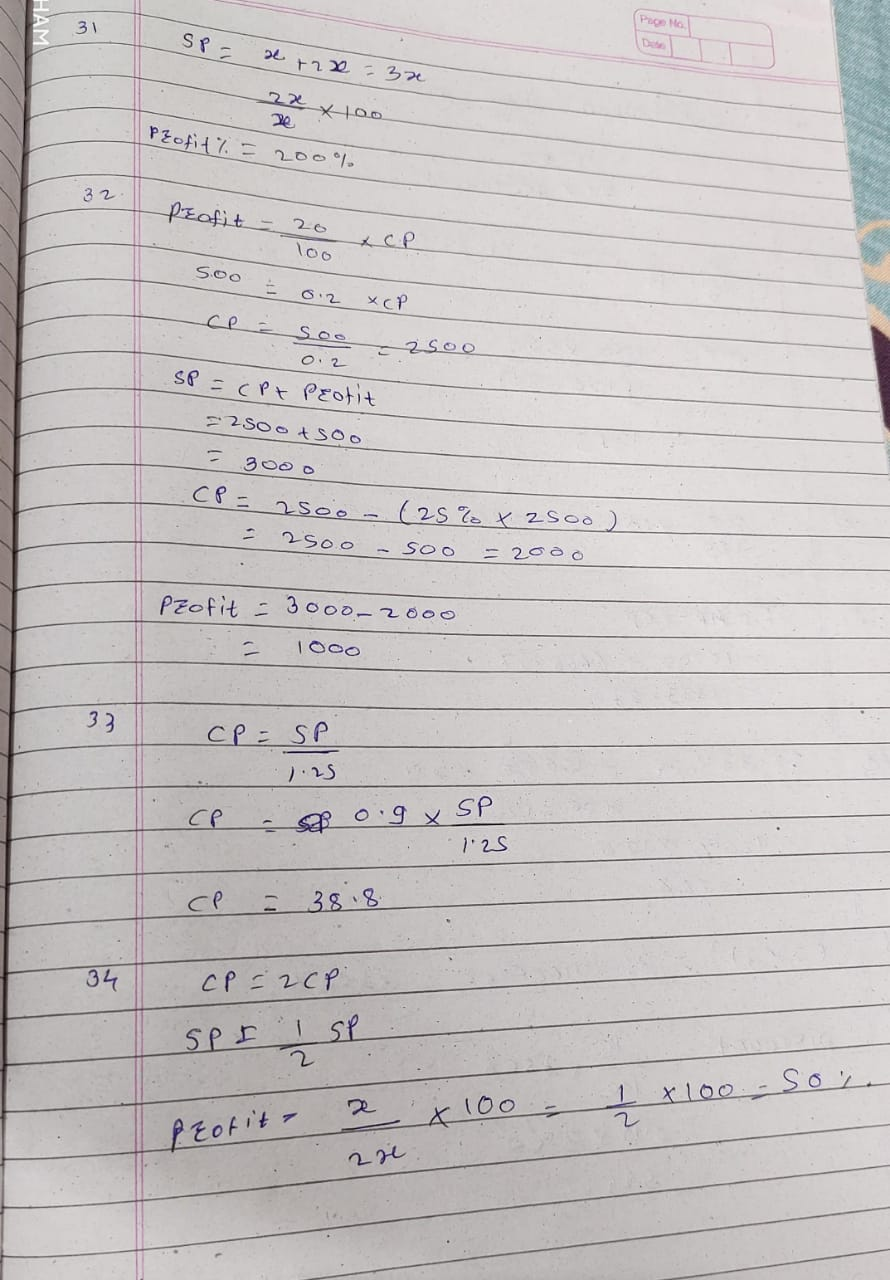 HAM
Page No.
Date
31 SP = x + 2x = 3x
2x/x × 100
Profit % = 200%
32. Profit = 20/100 × CP
500 = 0.2 × CP
CP = 500/0.2 = 2500
SP = CP + Profit
= 2500 + 500
= 3000
CP = 2500 - (25% × 2500)
= 2500 - 500 = 2000
Profit = 3000 - 2000
= 1000
33 CP = SP/1.25
CP = 0.9 × SP/1.25
CP = 38.8
34 CP = 2CP
SP = 1/2 SP
Profit = x/2x × 100 = 1/2 × 100 = 50%.